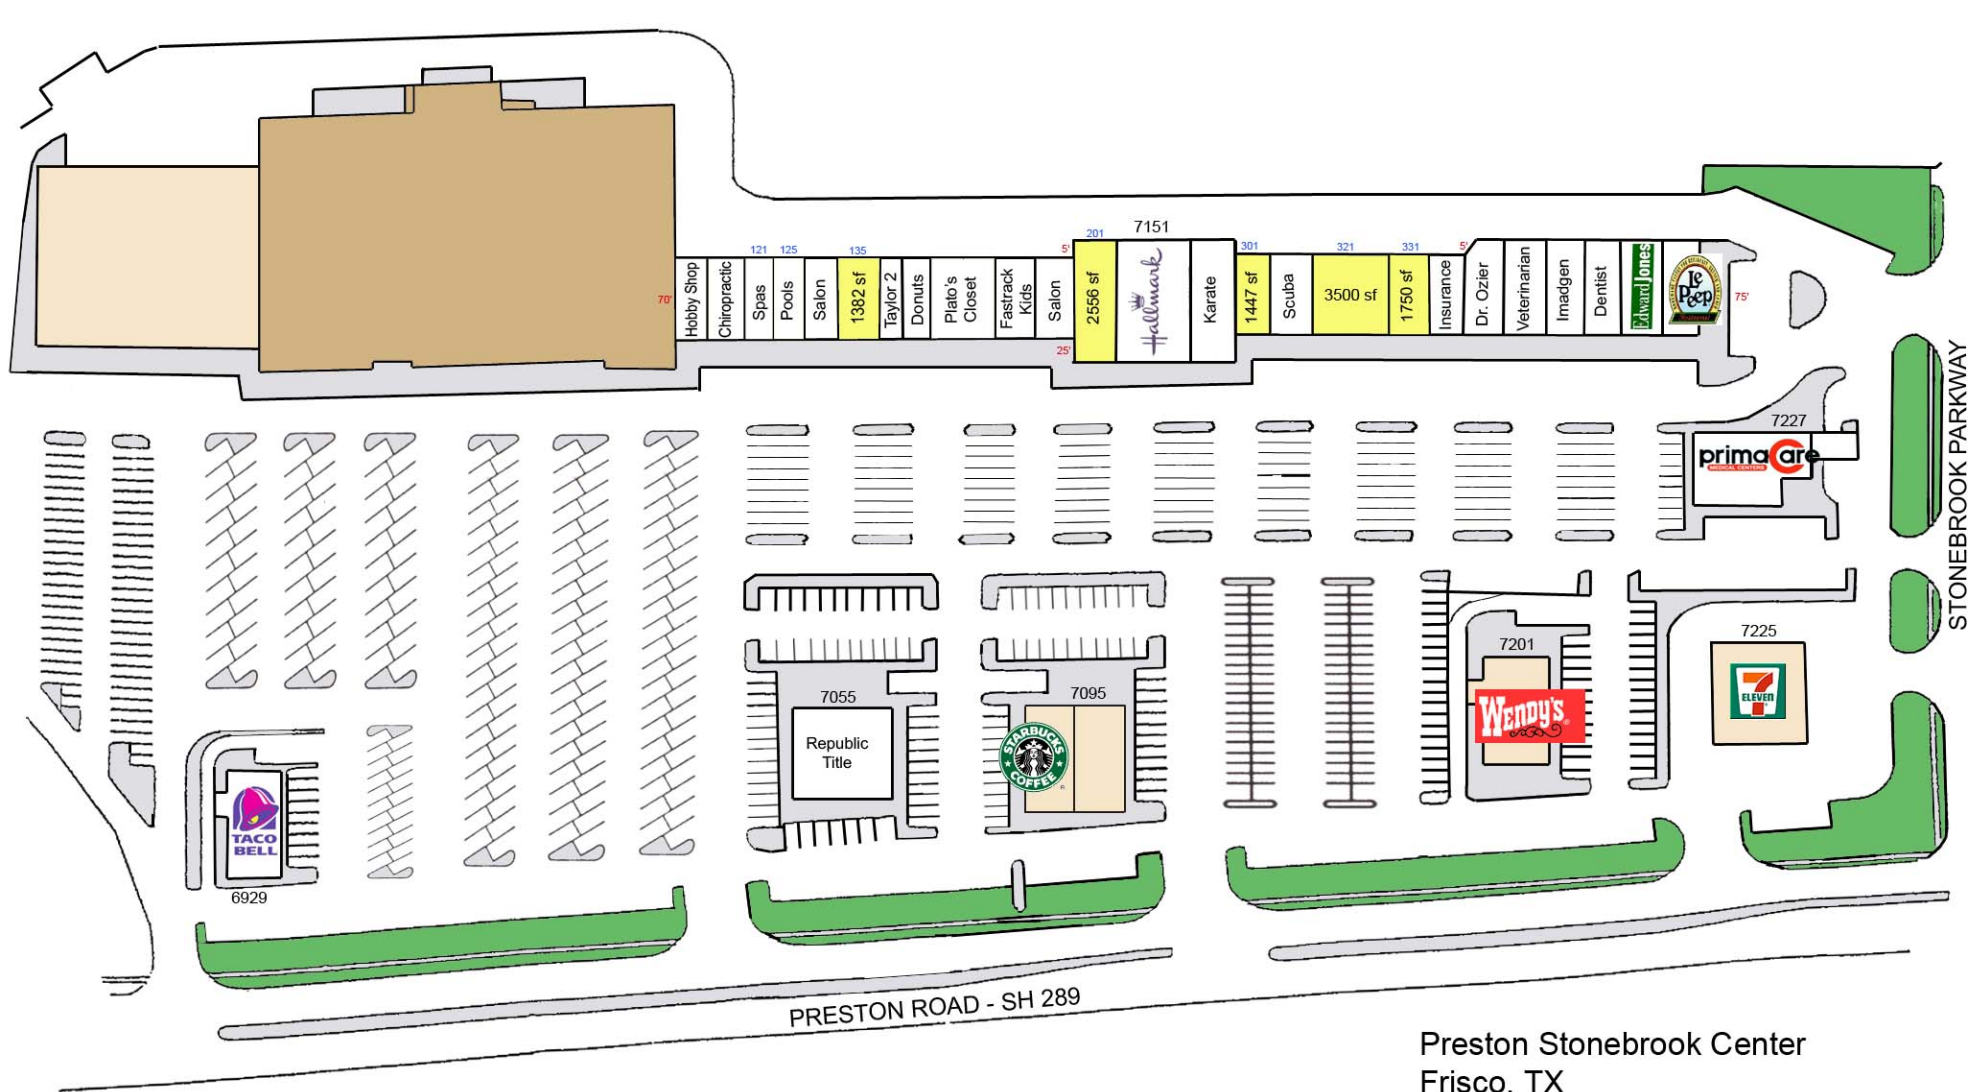 7151
201
121
125
135
5'
301
321
331
5'
70'
Hobby Shop
Chiropractic
Spas
Pools
Salon
1382 sf
Taylor 2
Donuts
Plato's
Closet
Fastrack
Kids
Salon
2556 sf
Hallmark
Karate
1447 sf
Scuba
3500 sf
1750 sf
Insurance
Dr. Ozier
Veterinarian
Imadgen
Dentist
Edward Jones
Le
Peep
75'
25'
STONEBROOK PARKWAY
7227
primaCare
MEDICAL CENTERS
7201
WENDY'S
7225
7
ELEVEN
7055
Republic
Title
7095
STARBUCKS
COFFEE
TACO
BELL
6929
PRESTON ROAD - SH 289
Preston Stonebrook Center
Frisco, TX